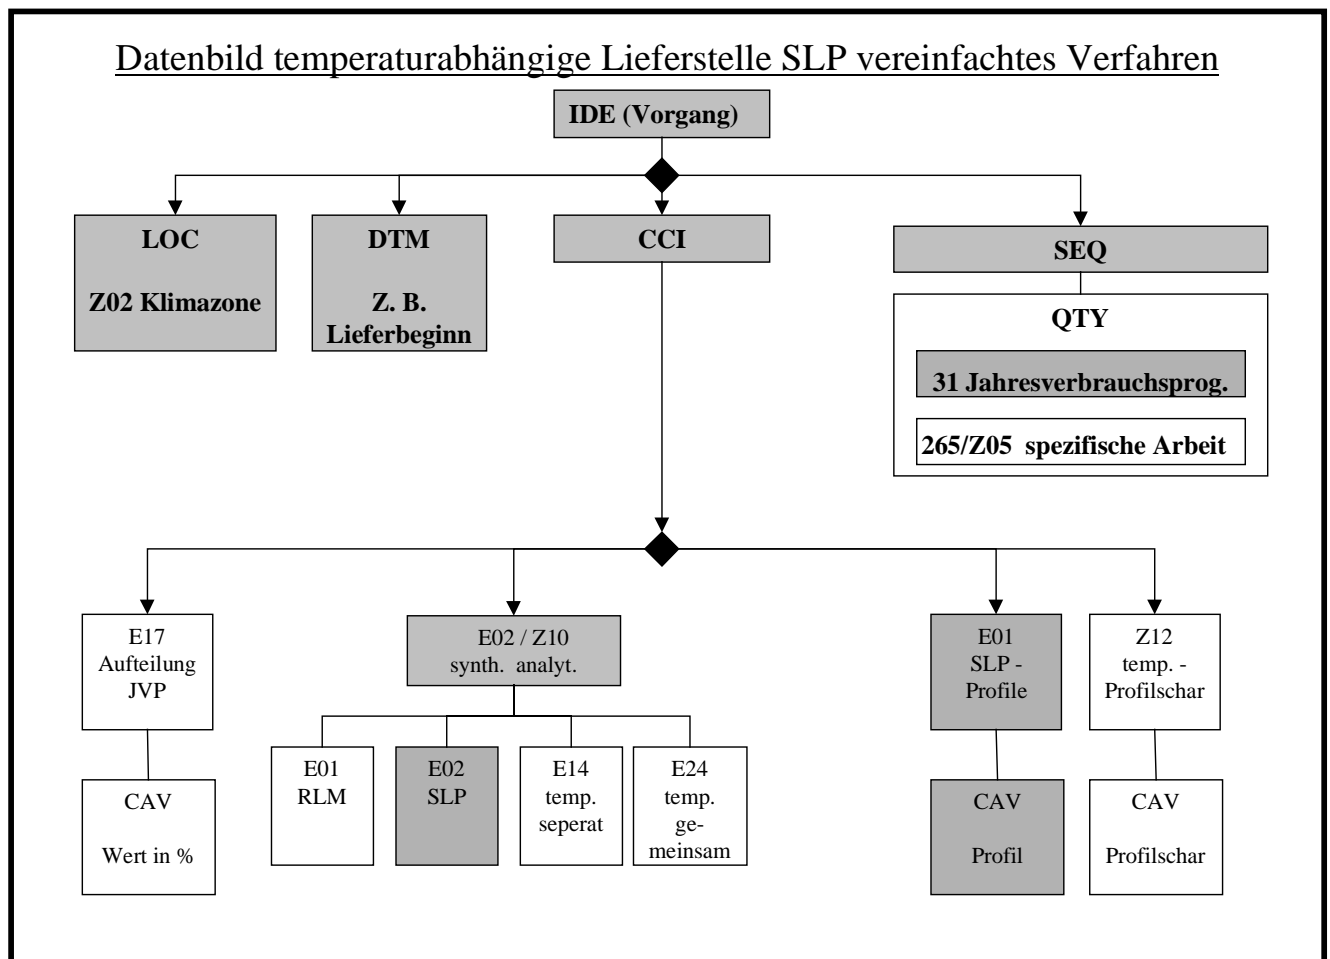 Datenbild temperaturabhängige Lieferstelle SLP vereinfachtes Verfahren
IDE (Vorgang)
LOC
Z02 Klimazone
DTM
Z. B.
Lieferbeginn
CCI
SEQ
QTY
31 Jahresverbrauchsprog.
265/Z05 spezifische Arbeit
E17
Aufteilung
JVP
CAV
Wert in %
E02 / Z10
synth. analyt.
E01
RLM
E02
SLP
E14
temp.
seperat
E24
temp.
ge-
meinsam
E01
SLP -
Profile
CAV
Profil
Z12
temp. -
Profilschar
CAV
Profilschar